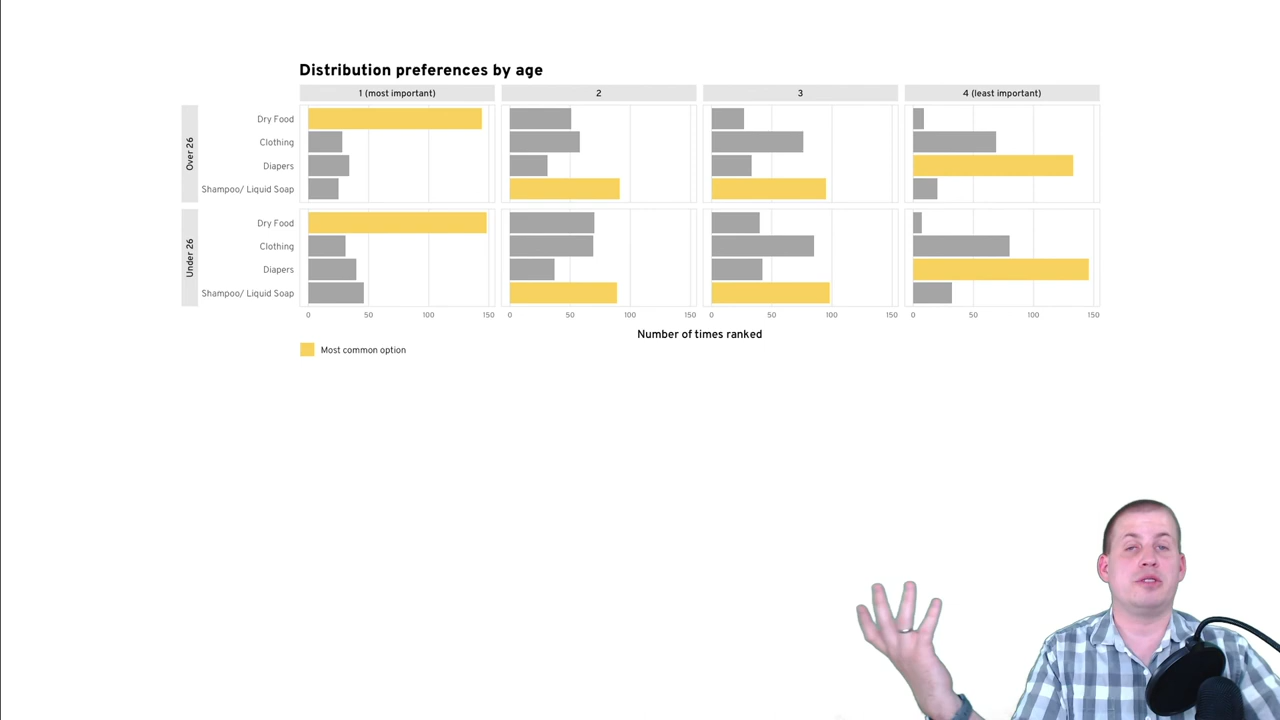 Distribution preferences by age
1 (most important) 2 3 4 (least important)
Over 26
Dry Food
Clothing
Diapers
Shampoo/ Liquid Soap
Under 26
Dry Food
Clothing
Diapers
Shampoo/ Liquid Soap
0 50 100 150 0 50 100 150 0 50 100 150 0 50 100 150
Number of times ranked
Most common option